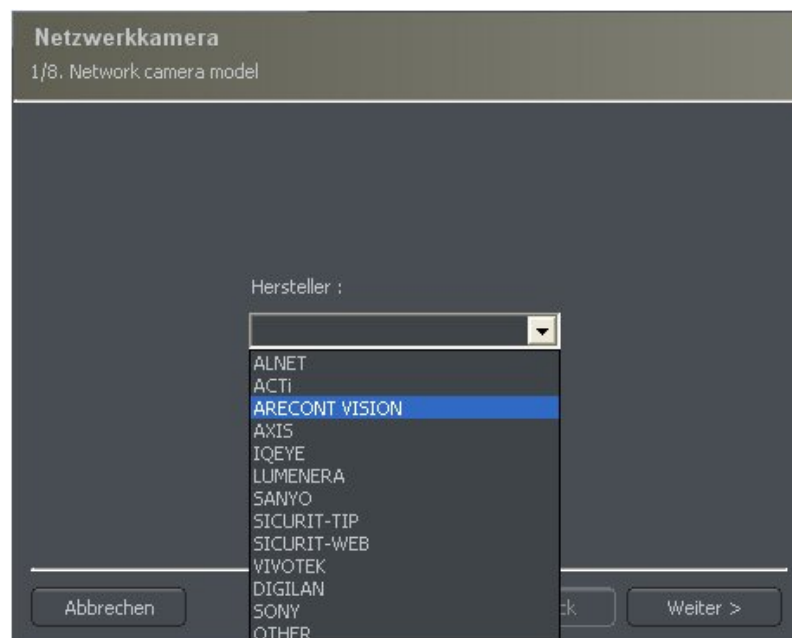 Netzwerkkamera
1/8. Network camera model
Hersteller :
ALNET
ACTi
ARECONT VISION
AXIS
IQEYE
LUMENERA
SANYO
SICURIT-TIP
SICURIT-WEB
VIVOTEK
DIGILAN
SONY
OTHER
Abbrechen
ck
Weiter >